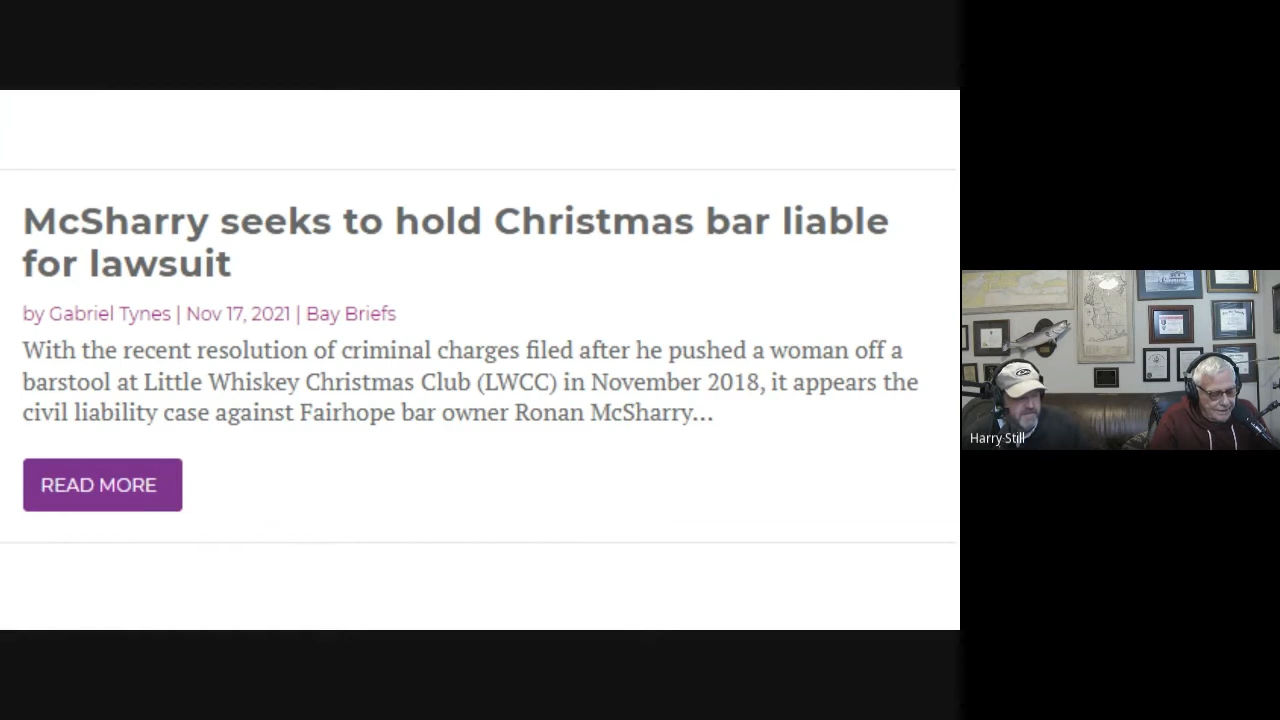 McSharry seeks to hold Christmas bar liable
for lawsuit
by Gabriel Tynes | Nov 17, 2021 | Bay Briefs
With the recent resolution of criminal charges filed after he pushed a woman off a
barstool at Little Whiskey Christmas Club (LWCC) in November 2018, it appears the
civil liability case against Fairhope bar owner Ronan McSharry...
READ MORE
Harry Still